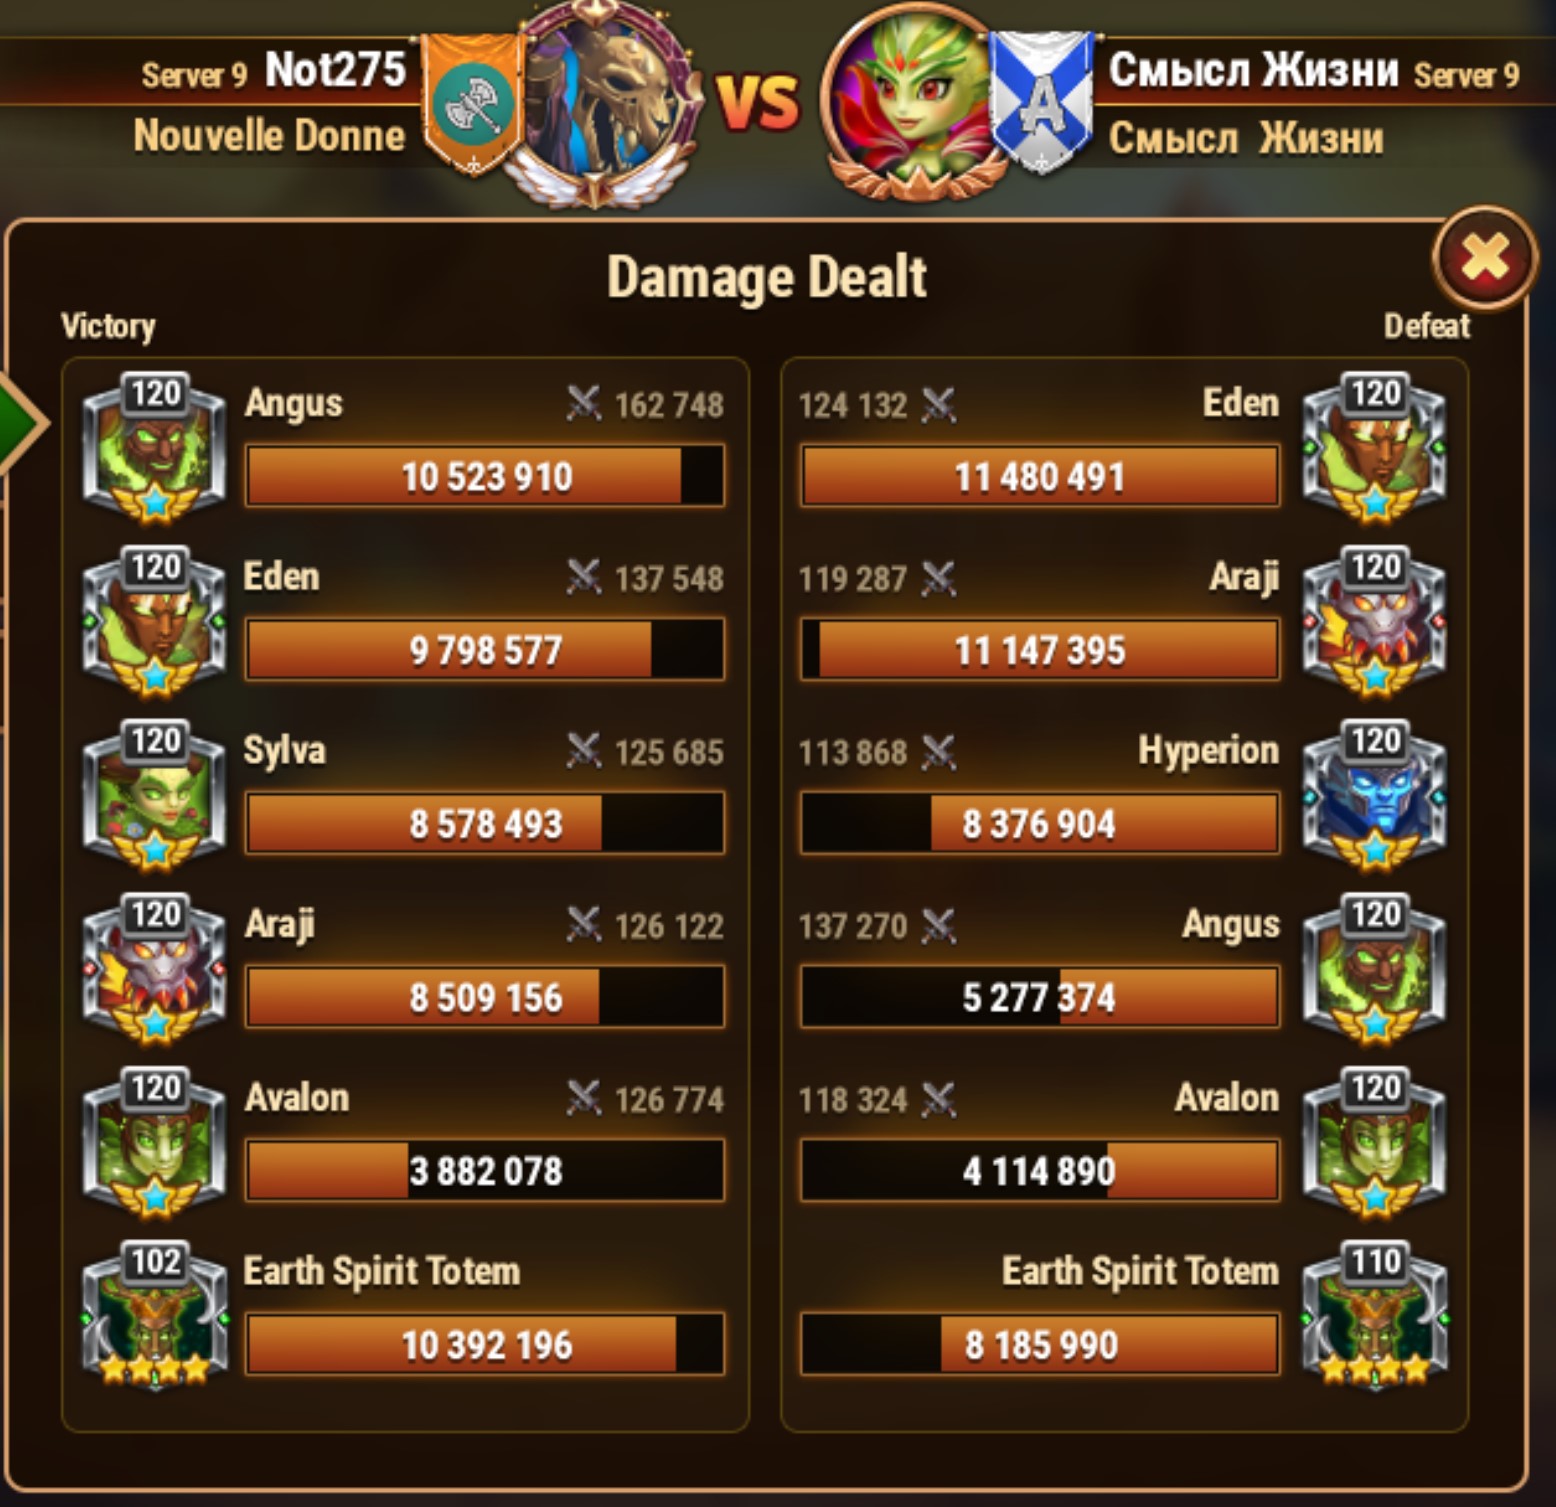 Server 9 Not275
Nouvelle Donne
VS
A
Смысл Жизни Server 9
Смысл Жизни
Damage Dealt
Victory
Defeat
120 Angus 162 748
10 523 910
124 132 Eden 120
11 480 491
120 Eden 137 548
9 798 577
119 287 Araji 120
11 147 395
120 Sylva 125 685
8 578 493
113 868 Hyperion 120
8 376 904
120 Araji 126 122
8 509 156
137 270 Angus 120
5 277 374
120 Avalon 126 774
3 882 078
118 324 Avalon 120
4 114 890
102 Earth Spirit Totem
10 392 196
Earth Spirit Totem 110
8 185 990